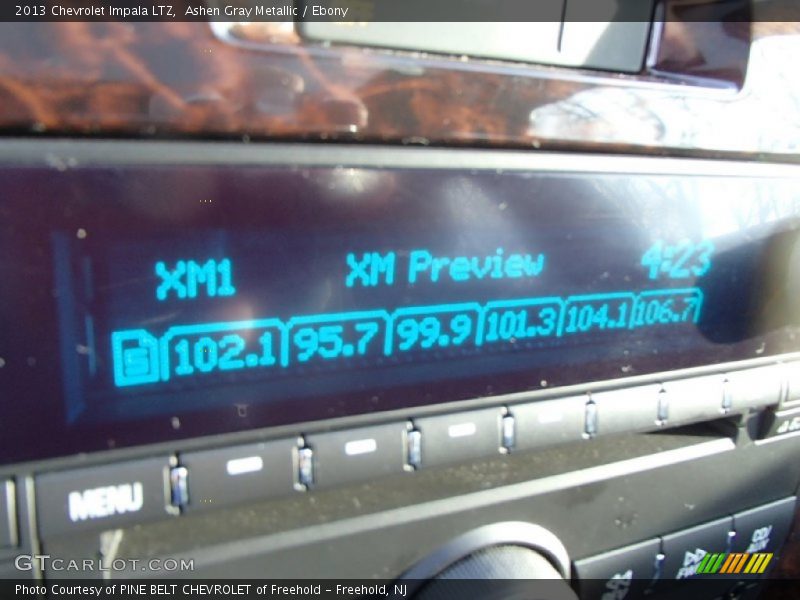 2013 Chevrolet Impala LTZ,  Ashen Gray Metallic / Ebony
XM1 XM Preview 4:23
102.1 95.7 99.9 101.3 104.1 106.7
MENU
GTCARLOT.COM
Photo Courtesy of PINE BELT CHEVROLET of Freehold - Freehold, NJ